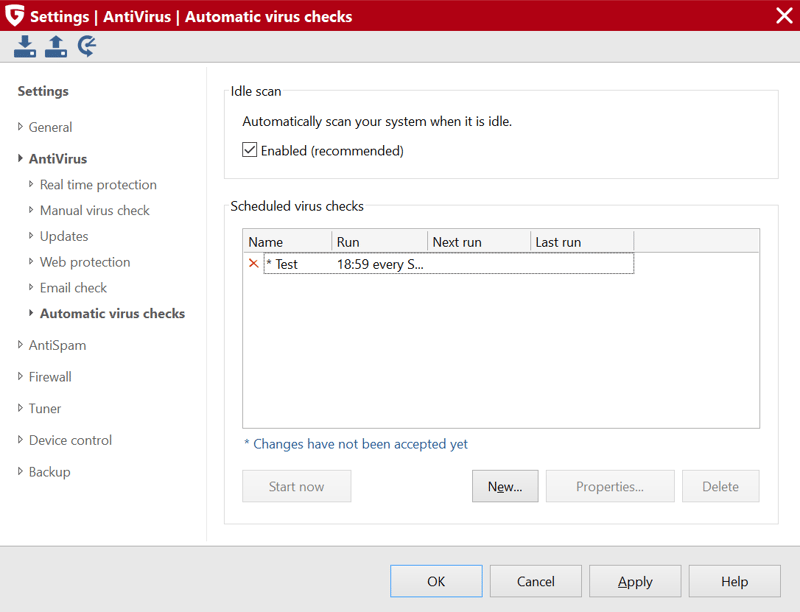 Settings | AntiVirus | Automatic virus checks
Settings
General
AntiVirus
Real time protection
Manual virus check
Updates
Web protection
Email check
Automatic virus checks
AntiSpam
Firewall
Tuner
Device control
Backup
Idle scan
Automatically scan your system when it is idle.
Enabled (recommended)
Scheduled virus checks
Name Run Next run Last run
* Test 18:59 every S...
* Changes have not been accepted yet
Start now New... Properties... Delete
OK Cancel Apply Help